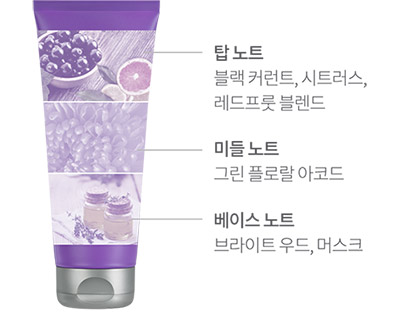 탑 노트
블랙 커런트, 시트러스,
레드프룻 블렌드
미들 노트
그린 플로랄 아코드
베이스 노트
브라이트 우드, 머스크